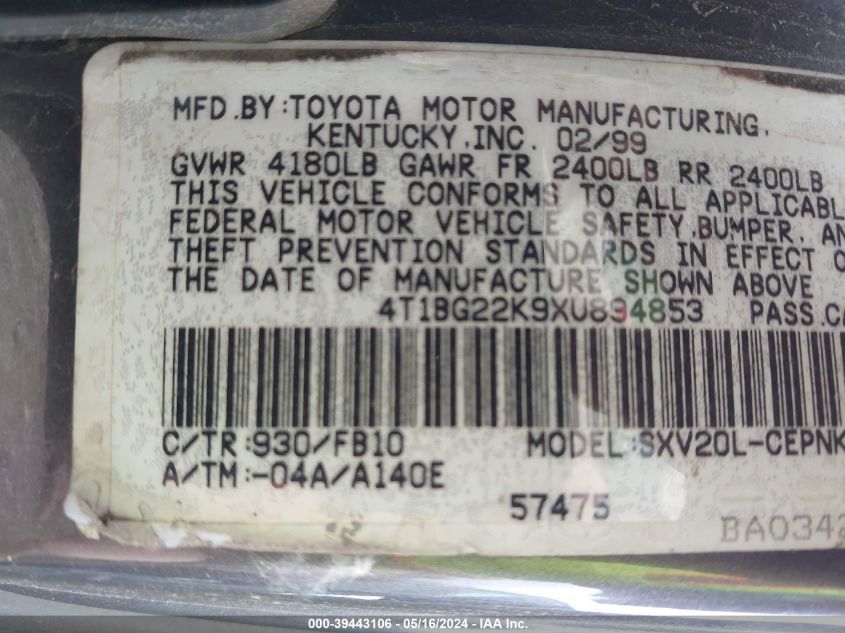 MFD.BY:TOYOTA MOTOR MANUFACTURING,
KENTUCKY,INC. 02/99
GVWR 4180LB GAWR FR 2400LB RR 2400LB
THIS VEHICLE CONFORMS TO ALL APPLICABL
FEDERAL MOTOR VEHICLE SAFETY,BUMPER, AN
THEFT PREVENTION STANDARDS IN EFFECT O
THE DATE OF MANUFACTURE SHOWN ABOVE
4T1BG22K9XU894853 PASS.CA
C/TR:930/FB10 MODEL:SXV20L-CEPNK
A/TM:-04A/A140E
57475
BA0342
000-39443106 - 05/16/2024 - IAA Inc.